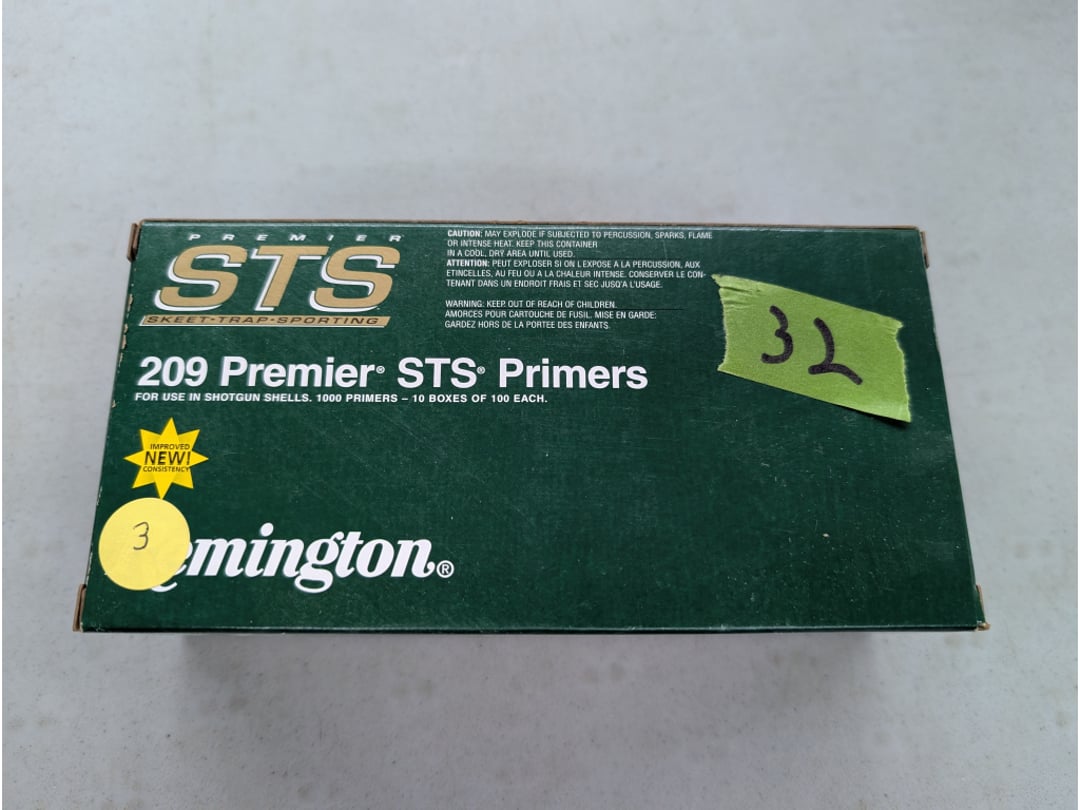 PREMIER
STS
SKEET•TRAP•SPORTING
CAUTION: MAY EXPLODE IF SUBJECTED TO PERCUSSION, SPARKS, FLAME
OR INTENSE HEAT. KEEP THIS CONTAINER
IN A COOL, DRY AREA UNTIL USED.
ATTENTION: PEUT EXPLOSER SI ON L'EXPOSE A LA PERCUSSION, AUX
ETINCELLES, AU FEU OU A LA CHALEUR INTENSE. CONSERVER LE CON-
TENANT DANS UN ENDROIT FRAIS ET SEC JUSQ'A L'USAGE.
WARNING: KEEP OUT OF REACH OF CHILDREN.
AMORCES POUR CARTOUCHE DE FUSIL. MISE EN GARDE:
GARDEZ HORS DE LA PORTEE DES ENFANTS.
32
209 Premier® STS® Primers
FOR USE IN SHOTGUN SHELLS. 1000 PRIMERS – 10 BOXES OF 100 EACH.
IMPROVED
NEW!
CONSISTENCY
3
emington®